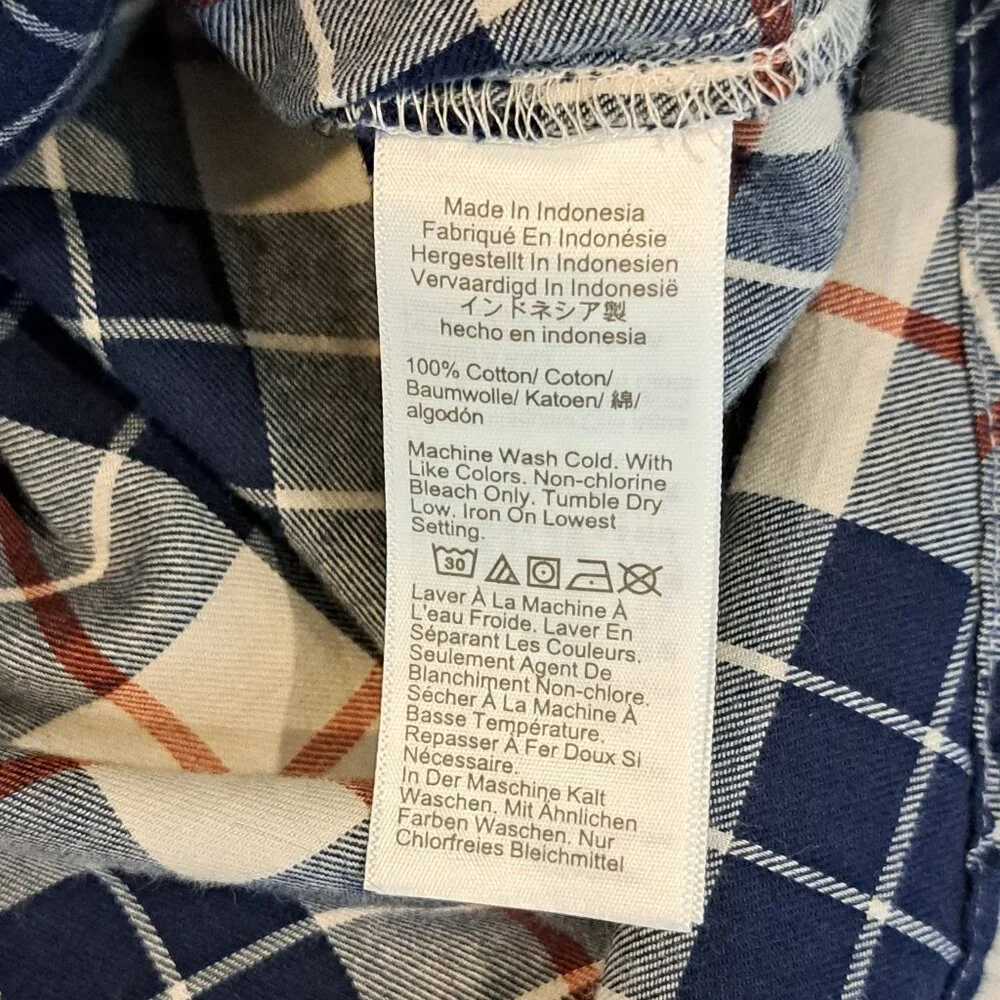 Made In Indonesia
Fabriqué En Indonésie
Hergestellt In Indonesien
Vervaardigd In Indonesië
インドネシア製
hecho en indonesia
100% Cotton/ Coton/
Baumwolle/ Katoen/ 綿/
algodón
Machine Wash Cold. With
Like Colors. Non-chlorine
Bleach Only. Tumble Dry
Low. Iron On Lowest
Setting.
30
Laver À La Machine À
L'eau Froide. Laver En
Séparant Les Couleurs.
Seulement Agent De
Blanchiment Non-chlore.
Sécher À La Machine À
Basse Température.
Repasser À Fer Doux Si
Nécessaire.
In Der Maschine Kalt
Waschen. Mit Ähnlichen
Farben Waschen. Nur
Chlorfreies Bleichmittel